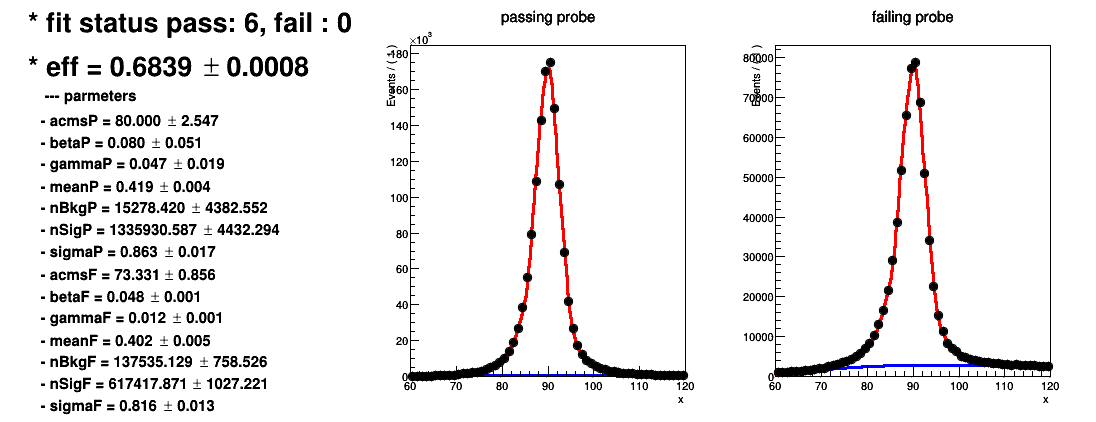 * fit status pass: 6, fail : 0
* eff = 0.6839 ± 0.0008
--- parmeters
- acmsP = 80.000 ± 2.547
- betaP = 0.080 ± 0.051
- gammaP = 0.047 ± 0.019
- meanP = 0.419 ± 0.004
- nBkgP = 15278.420 ± 4382.552
- nSigP = 1335930.587 ± 4432.294
- sigmaP = 0.863 ± 0.017
- acmsF = 73.331 ± 0.856
- betaF = 0.048 ± 0.001
- gammaF = 0.012 ± 0.001
- meanF = 0.402 ± 0.005
- nBkgF = 137535.129 ± 758.526
- nSigF = 617417.871 ± 1027.221
- sigmaF = 0.816 ± 0.013
passing probe
×10³
Events / ( 1 )
180
160
140
120
100
80
60
40
20
0
60 70 80 90 100 110 120
x
failing probe
80000
70000
60000
50000
40000
30000
20000
10000
0
60 70 80 90 100 110 120
x